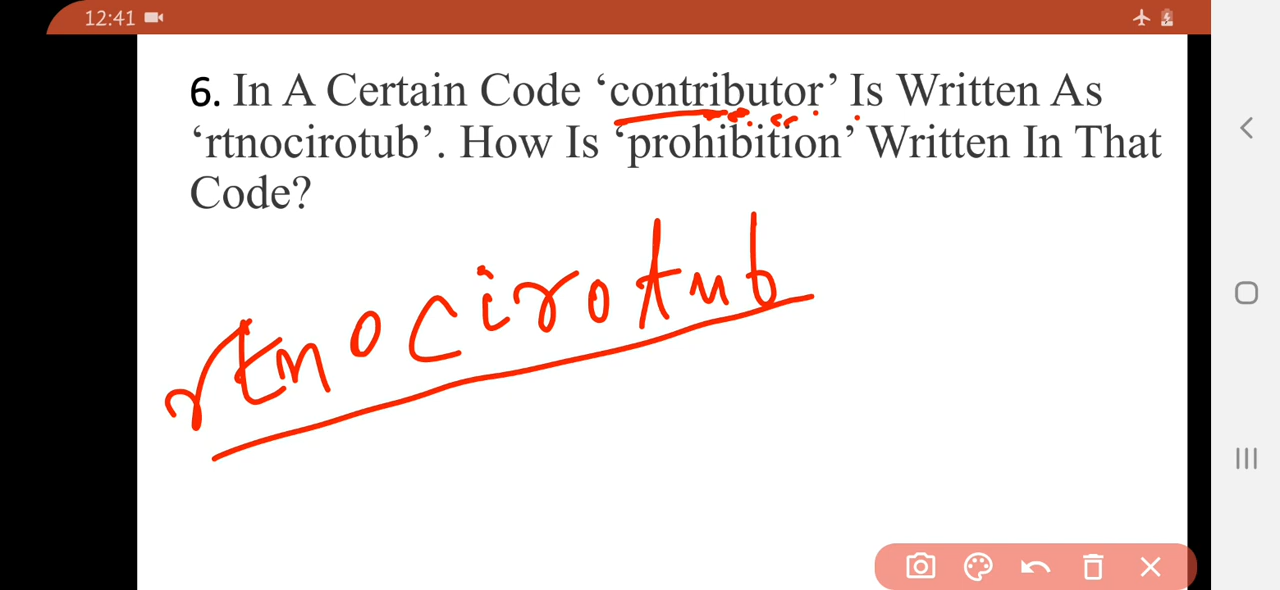 12:41
6. In A Certain Code ‘contributor’ Is Written As
‘rtnocirotub’. How Is ‘prohibition’ Written In That
Code?
rtnocirotub